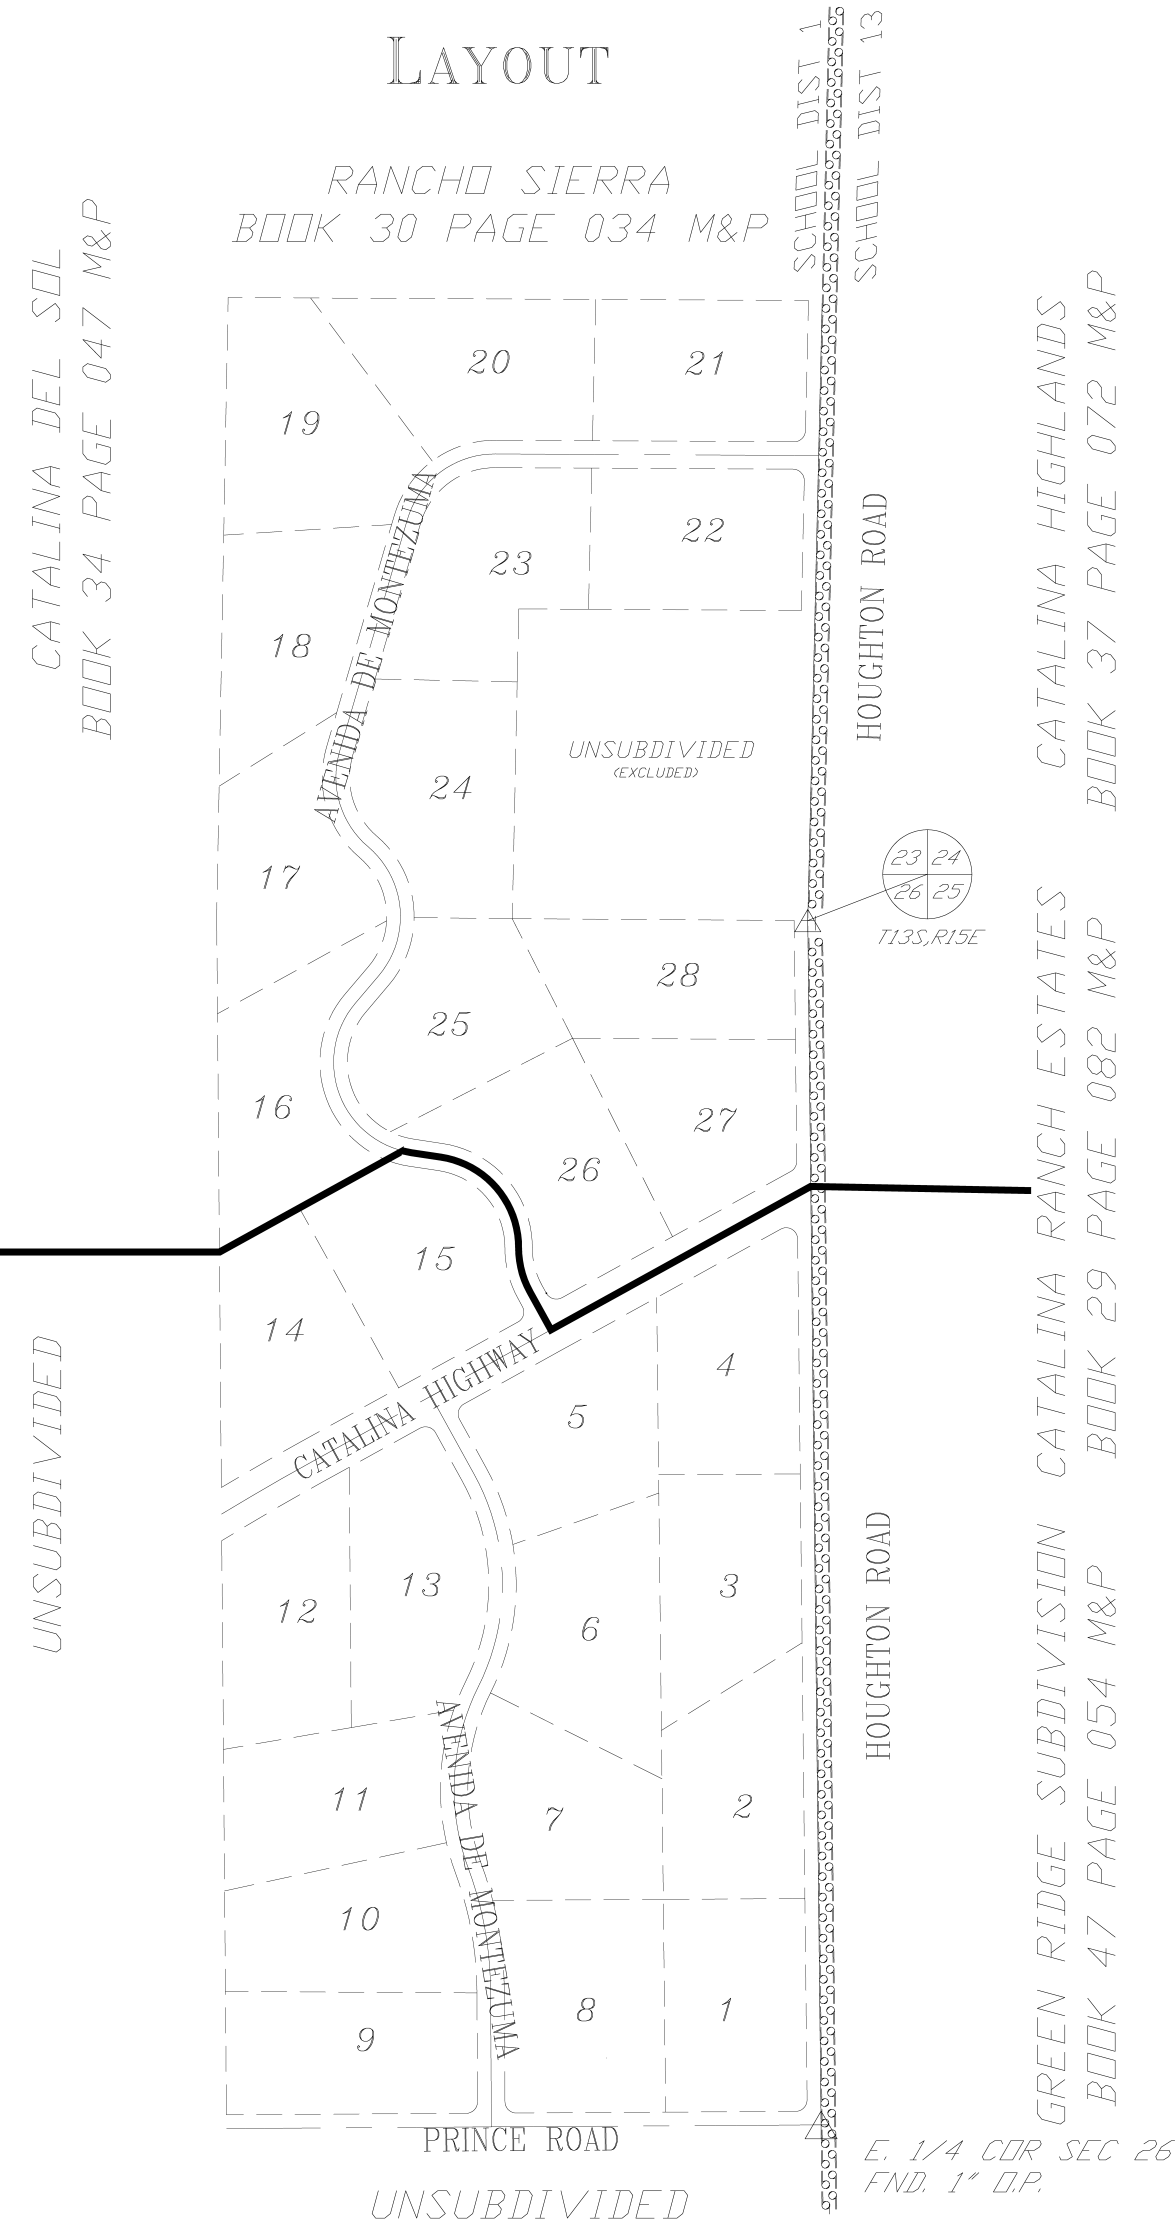 LAYOUT
SCHOOL DIST 1
SCHOOL DIST 13
RANCHO SIERRA
BOOK 30 PAGE 034 M&P
CATALINA DEL SOL
BOOK 34 PAGE 047 M&P
CATALINA HIGHLANDS
BOOK 37 PAGE 072 M&P
20
21
19
AVENIDA DE MONTEZUMA
22
23
HOUGHTON ROAD
18
UNSUBDIVIDED
(EXCLUDED)
24
17
23 24
26 25
T13S,R15E
28
25
CATALINA RANCH ESTATES
BOOK 29 PAGE 082 M&P
16
27
26
15
14
4
CATALINA HIGHWAY
5
UNSUBDIVIDED
13
3
12
6
HOUGHTON ROAD
GREEN RIDGE SUBDIVISION
BOOK 47 PAGE 054 M&P
11
AVENIDA DE MONTEZUMA
7
2
10
8
1
9
PRINCE ROAD
E. 1/4 COR SEC 26
FND. 1" O.P.
UNSUBDIVIDED